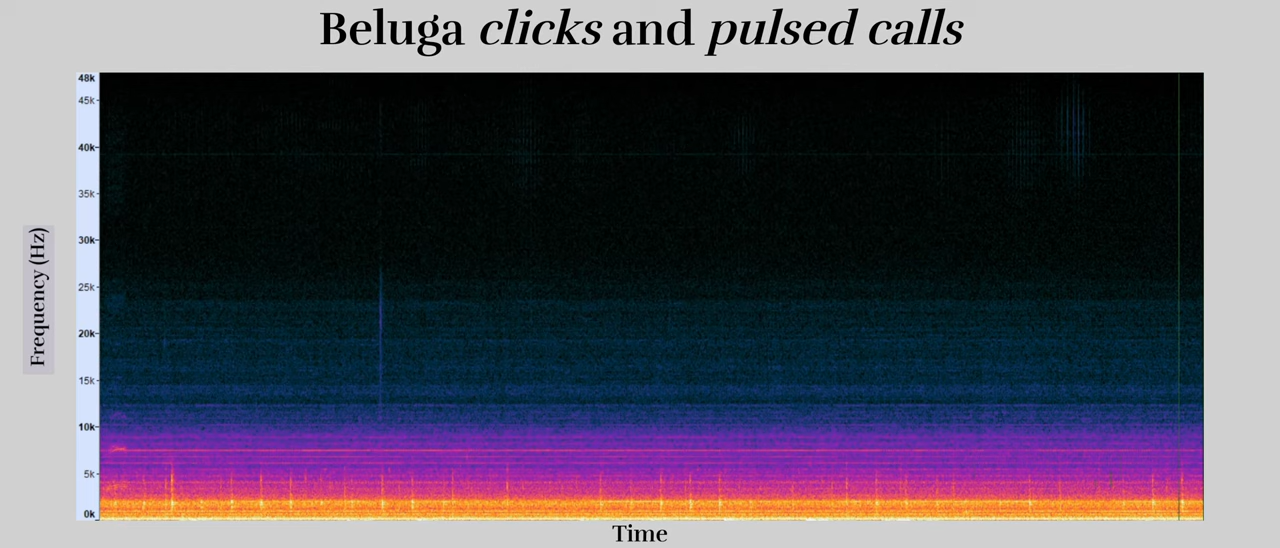 Beluga clicks and pulsed calls
48k
45k
40k
35k
30k
25k
20k
15k
10k
5k
0k
Frequency (Hz)
Time